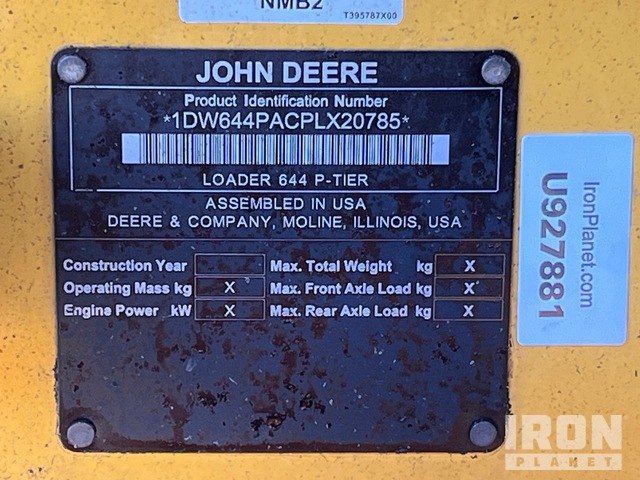 NMB2
T395787X00
JOHN DEERE
Product Identification Number
*1DW644PACPLX20785*
LOADER 644 P-TIER
ASSEMBLED IN USA
DEERE & COMPANY, MOLINE, ILLINOIS, USA
Construction Year
Max. Total Weight kg X
Operating Mass kg X
Max. Front Axle Load kg X
Engine Power kW X
Max. Rear Axle Load kg X
IronPlanet.com
U927881
IRON
PLANET